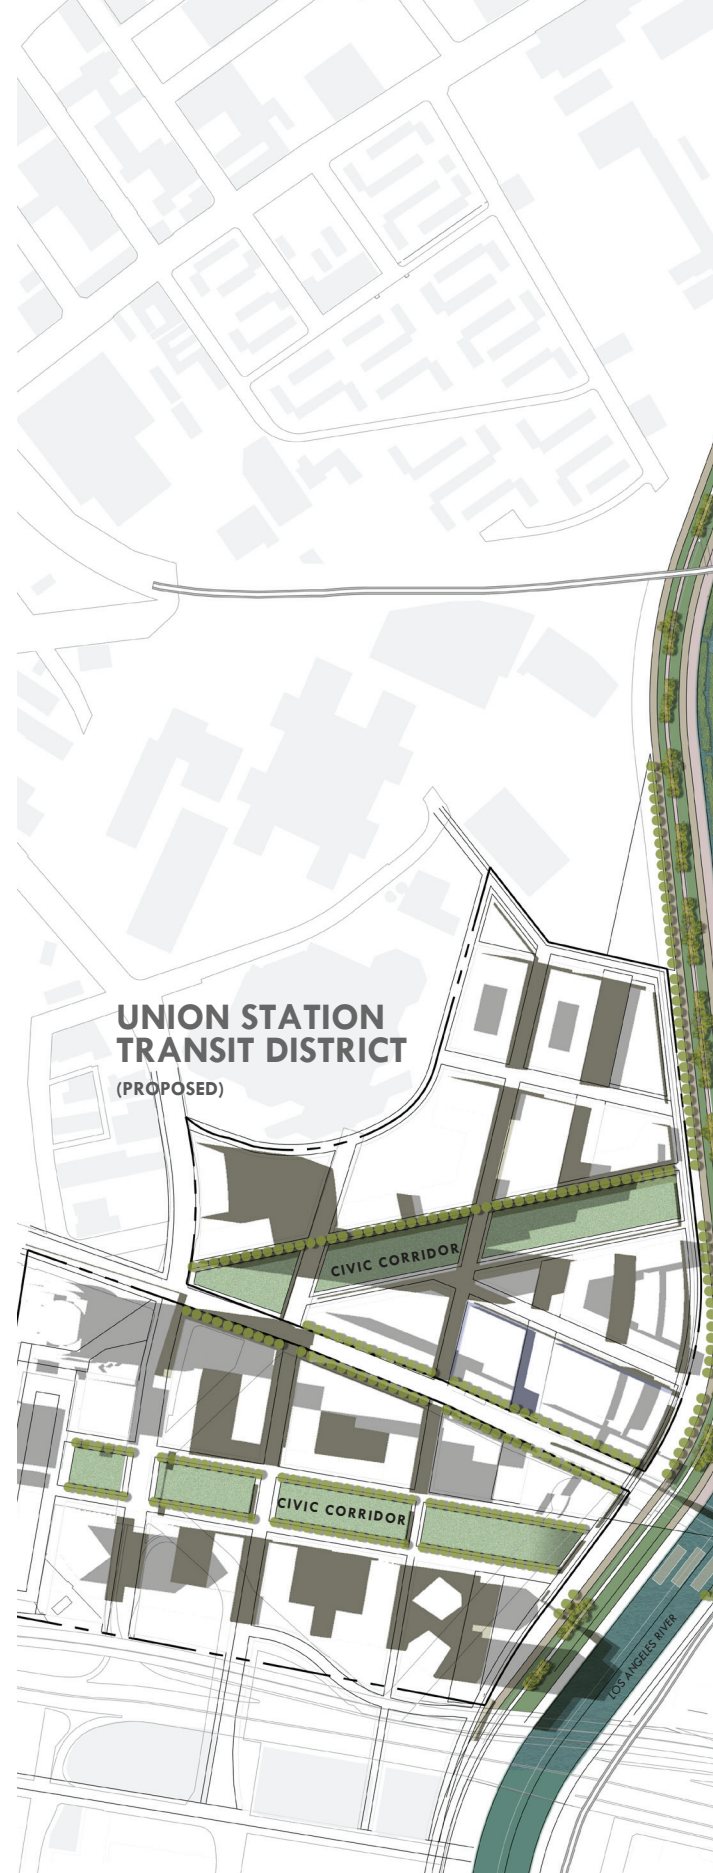 UNION STATION
TRANSIT DISTRICT
(PROPOSED)
CIVIC CORRIDOR
CIVIC CORRIDOR
LOS ANGELES RIVER